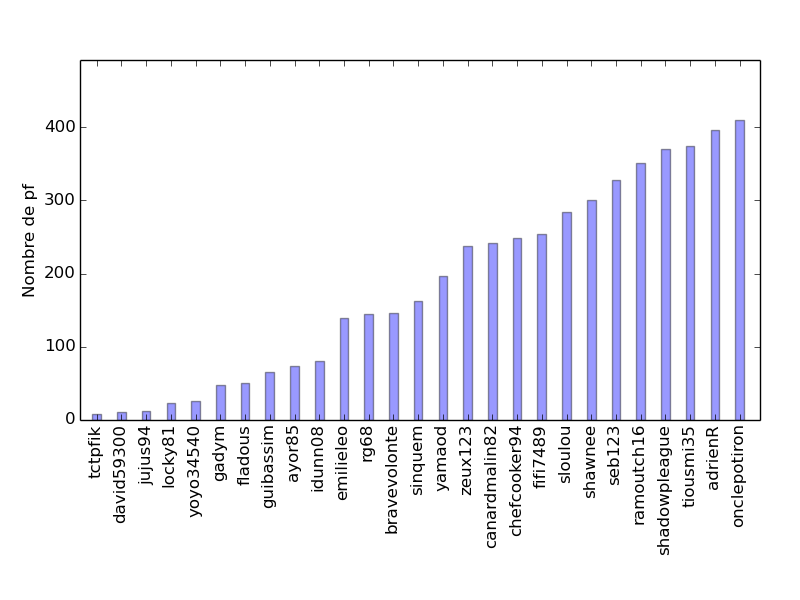 Nombre de pf
400
300
200
100
0
tctpfik
david59300
jujus94
locky81
yoyo34540
gadym
fladous
guibassim
ayor85
idunn08
emilieleo
rg68
bravevolonte
sinquem
yamaod
zeux123
canardmalin82
chefcooker94
fifi7489
sloulou
shawnee
seb123
ramoutch16
shadowpleague
tiousmi35
adrienR
onclepotiron